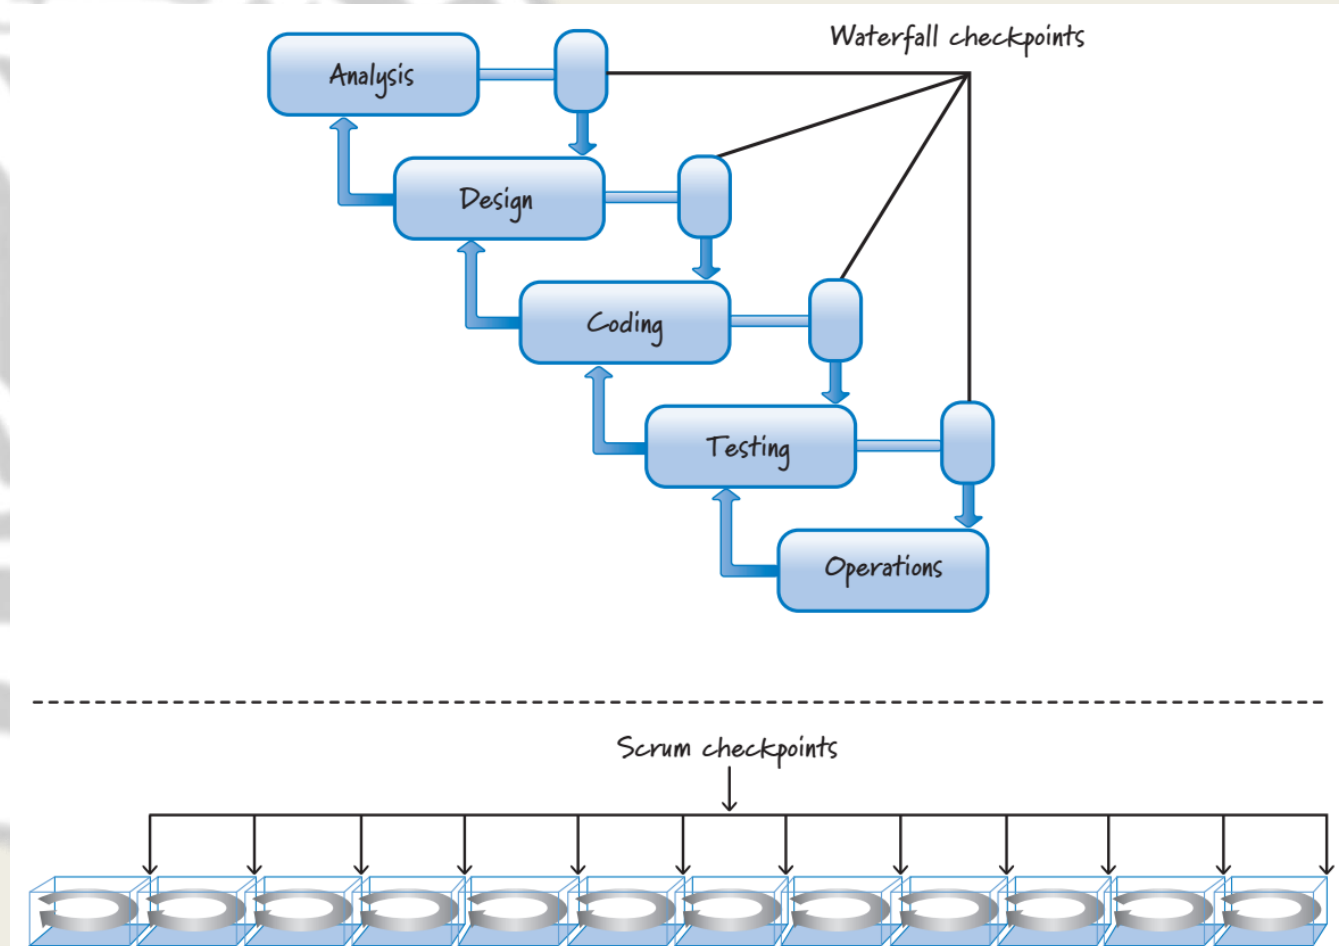 Waterfall checkpoints
Analysis
Design
Coding
Testing
Operations
Scrum checkpoints